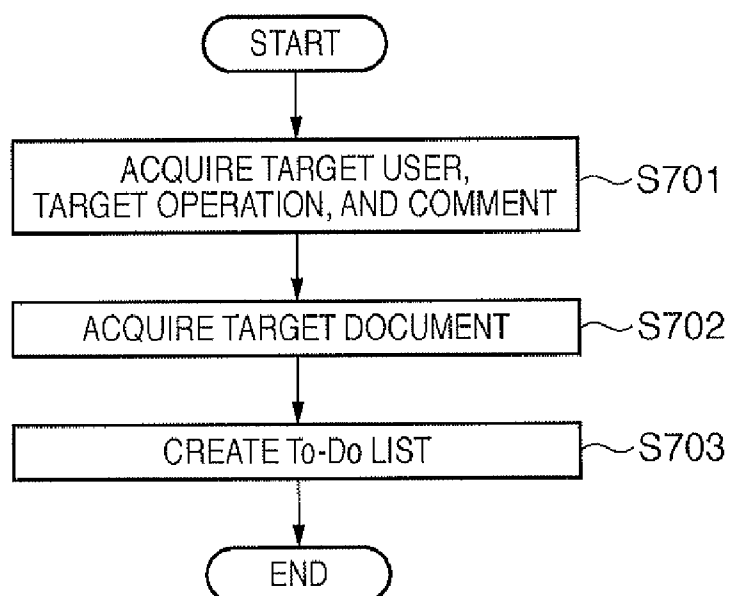 START
ACQUIRE TARGET USER,
TARGET OPERATION, AND COMMENT
S701
ACQUIRE TARGET DOCUMENT
S702
CREATE To-Do LIST
S703
END